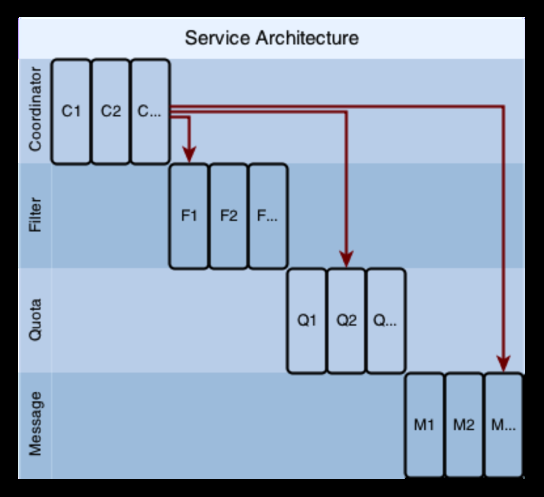 Service Architecture
Coordinator
C1 C2 C...
Filter
F1 F2 F...
Quota
Q1 Q2 Q...
Message
M1 M2 M...